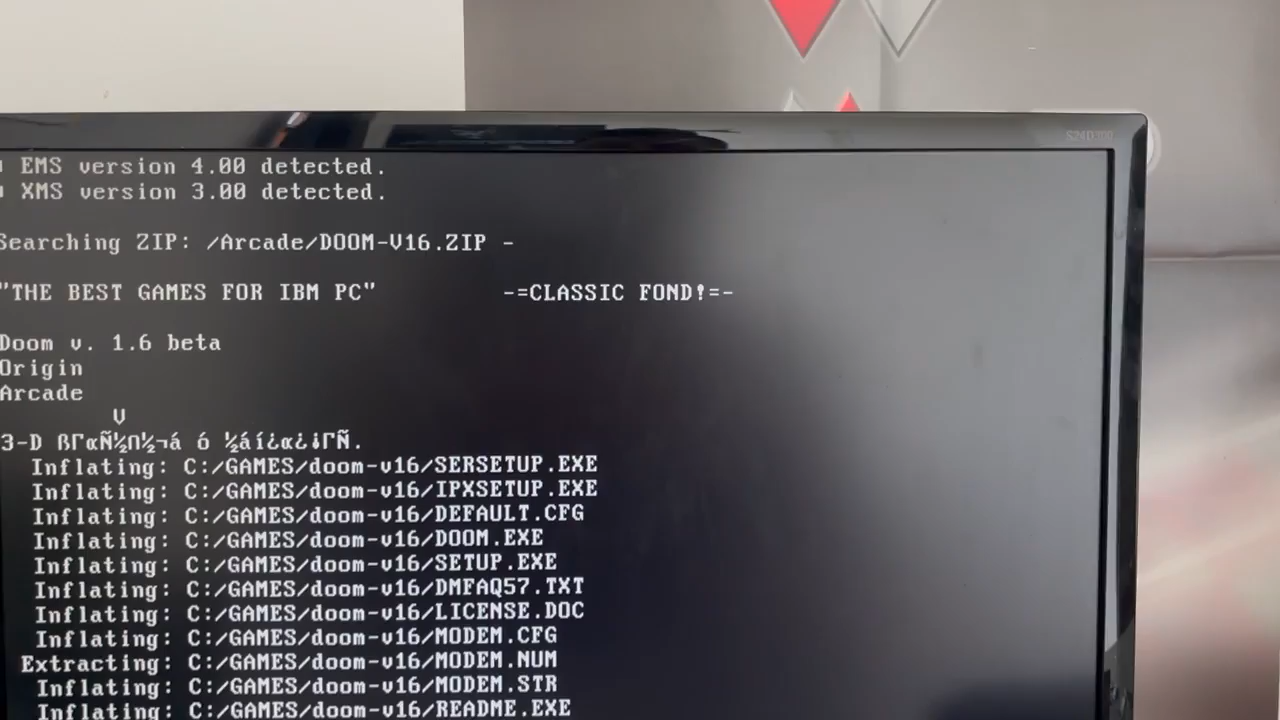 S24D300
EMS version 4.00 detected.
XMS version 3.00 detected.
Searching ZIP: /Arcade/DOOM-V16.ZIP -
"THE BEST GAMES FOR IBM PC" -=CLASSIC FOND!=-
Doom v. 1.6 beta
Origin
Arcade
V
3-D ßΓαÑ½∩½¬á ó ½áí¿α¿¡ΓÑ.
Inflating: C:/GAMES/doom-v16/SERSETUP.EXE
Inflating: C:/GAMES/doom-v16/IPXSETUP.EXE
Inflating: C:/GAMES/doom-v16/DEFAULT.CFG
Inflating: C:/GAMES/doom-v16/DOOM.EXE
Inflating: C:/GAMES/doom-v16/SETUP.EXE
Inflating: C:/GAMES/doom-v16/DMFAQ57.TXT
Inflating: C:/GAMES/doom-v16/LICENSE.DOC
Inflating: C:/GAMES/doom-v16/MODEM.CFG
Extracting: C:/GAMES/doom-v16/MODEM.NUM
Inflating: C:/GAMES/doom-v16/MODEM.STR
Inflating: C:/GAMES/doom-v16/README.EXE